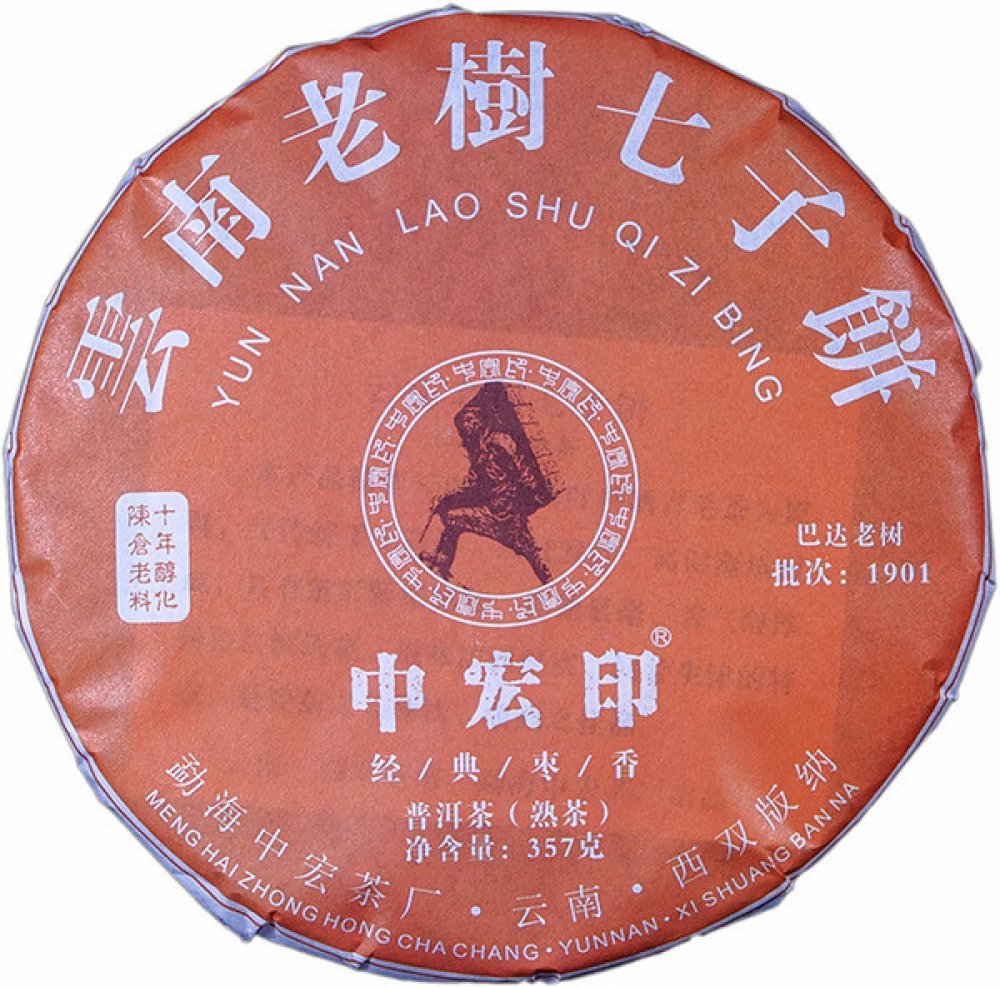 雲南老樹七子餅
YUN NAN LAO SHU QI ZI BING
十年醇化
陳倉老料
巴达老树
批次：1901
中宏印®
经/典/枣/香
普洱茶（熟茶）
净含量：357克
勐海中宏茶厂·云南·西双版纳
MENG HAI ZHONG HONG CHA CHANG·YUNNAN·XI SHUANG BAN NA